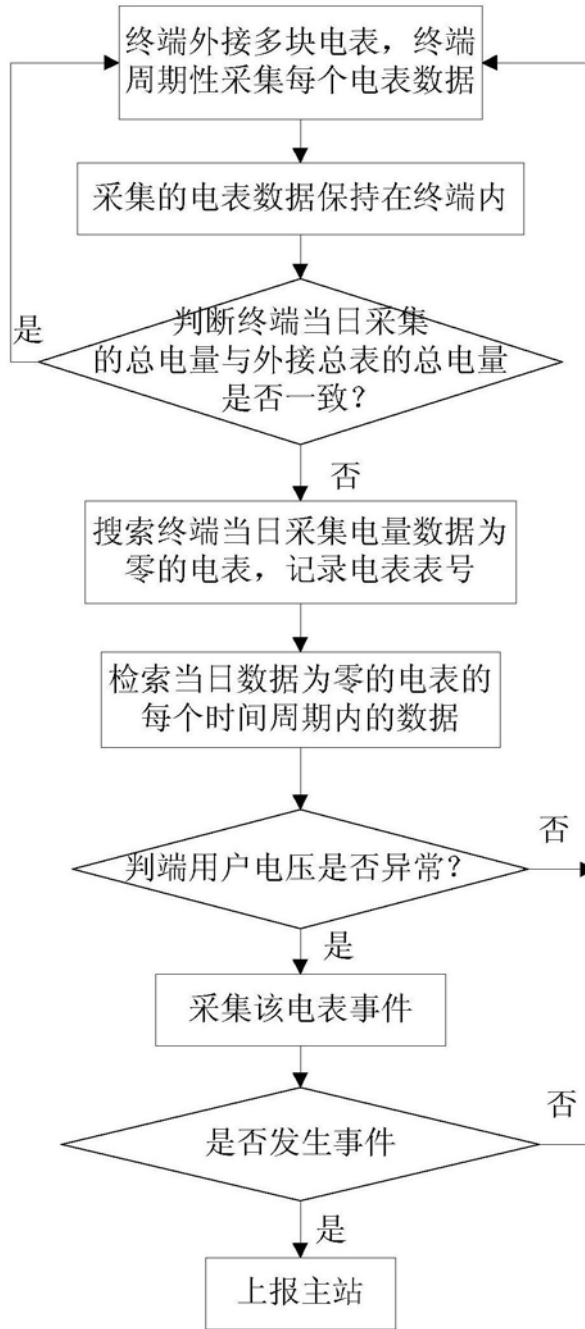 终端外接多块电表，终端
周期性采集每个电表数据
采集的电表数据保持在终端内
是
判断终端当日采集
的总电量与外接总表的总电量
是否一致？
否
搜索终端当日采集电量数据为
零的电表，记录电表表号
检索当日数据为零的电表的
每个时间周期内的数据
否
判端用户电压是否异常？
是
采集该电表事件
否
是否发生事件
是
上报主站